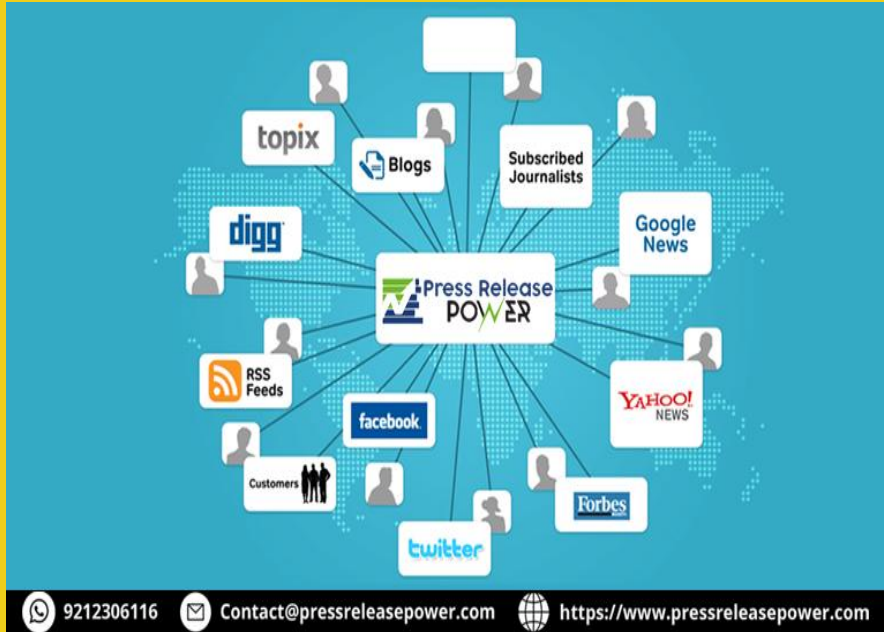 topix
Blogs
Subscribed
Journalists
digg
Google
News
Press Release
POWER
RSS
Feeds
YAHOO!
NEWS
facebook
Customers
Forbes
twitter
9212306116
Contact@pressreleasepower.com
https://www.pressreleasepower.com